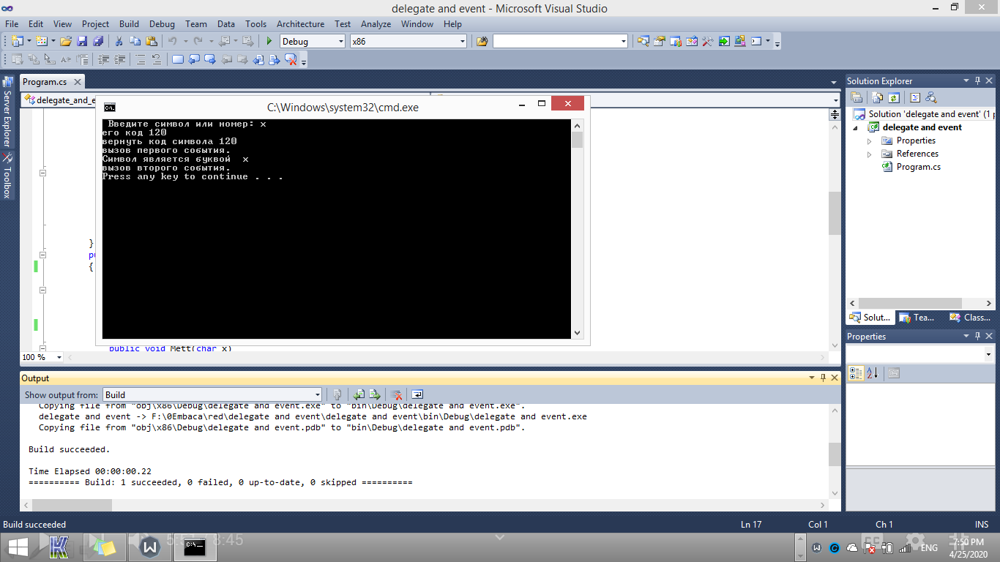 delegate and event - Microsoft Visual Studio
File Edit View Project Build Debug Team Data Tools Architecture Test Analyze Window Help
Debug x86
Program.cs
delegate_and_e
C:\Windows\system32\cmd.exe
Введите символ или номер: x
его код 120
вернуть код символа 120
вызов первого события.
Символ является буквой  x
вызов второго события.
Press any key to continue . . .
}
pu
{
public void Mett(char x)
100 %
Server Explorer
Toolbox
Solution Explorer
Solution 'delegate and event' (1 p
delegate and event
Properties
References
Program.cs
Solut... Tea... Class...
Properties
Output
Show output from: Build
Copying file from "obj\x86\Debug\delegate and event.exe" to "bin\Debug\delegate and event.exe".
delegate and event -> F:\0Embaca\red\delegate and event\delegate and event\bin\Debug\delegate and event.exe
Copying file from "obj\x86\Debug\delegate and event.pdb" to "bin\Debug\delegate and event.pdb".
Build succeeded.
Time Elapsed 00:00:00.22
========== Build: 1 succeeded, 0 failed, 0 up-to-date, 0 skipped ==========
Build succeeded Ln 17 Col 1 Ch 1 INS
8:45
ENG
7:50 PM
4/25/2020